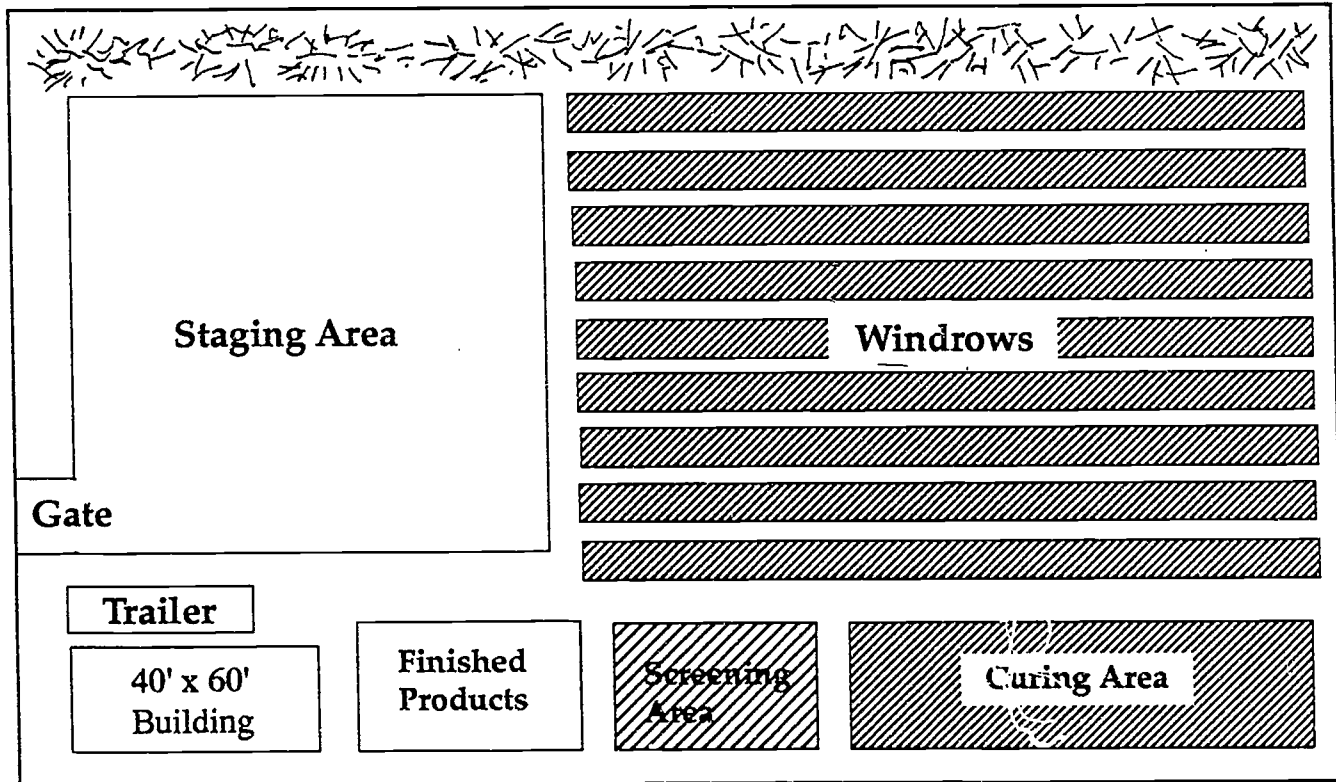 Staging Area
Windrows
Gate
Trailer
40' x 60'
Building
Finished
Products
Screening
Area
Curing Area